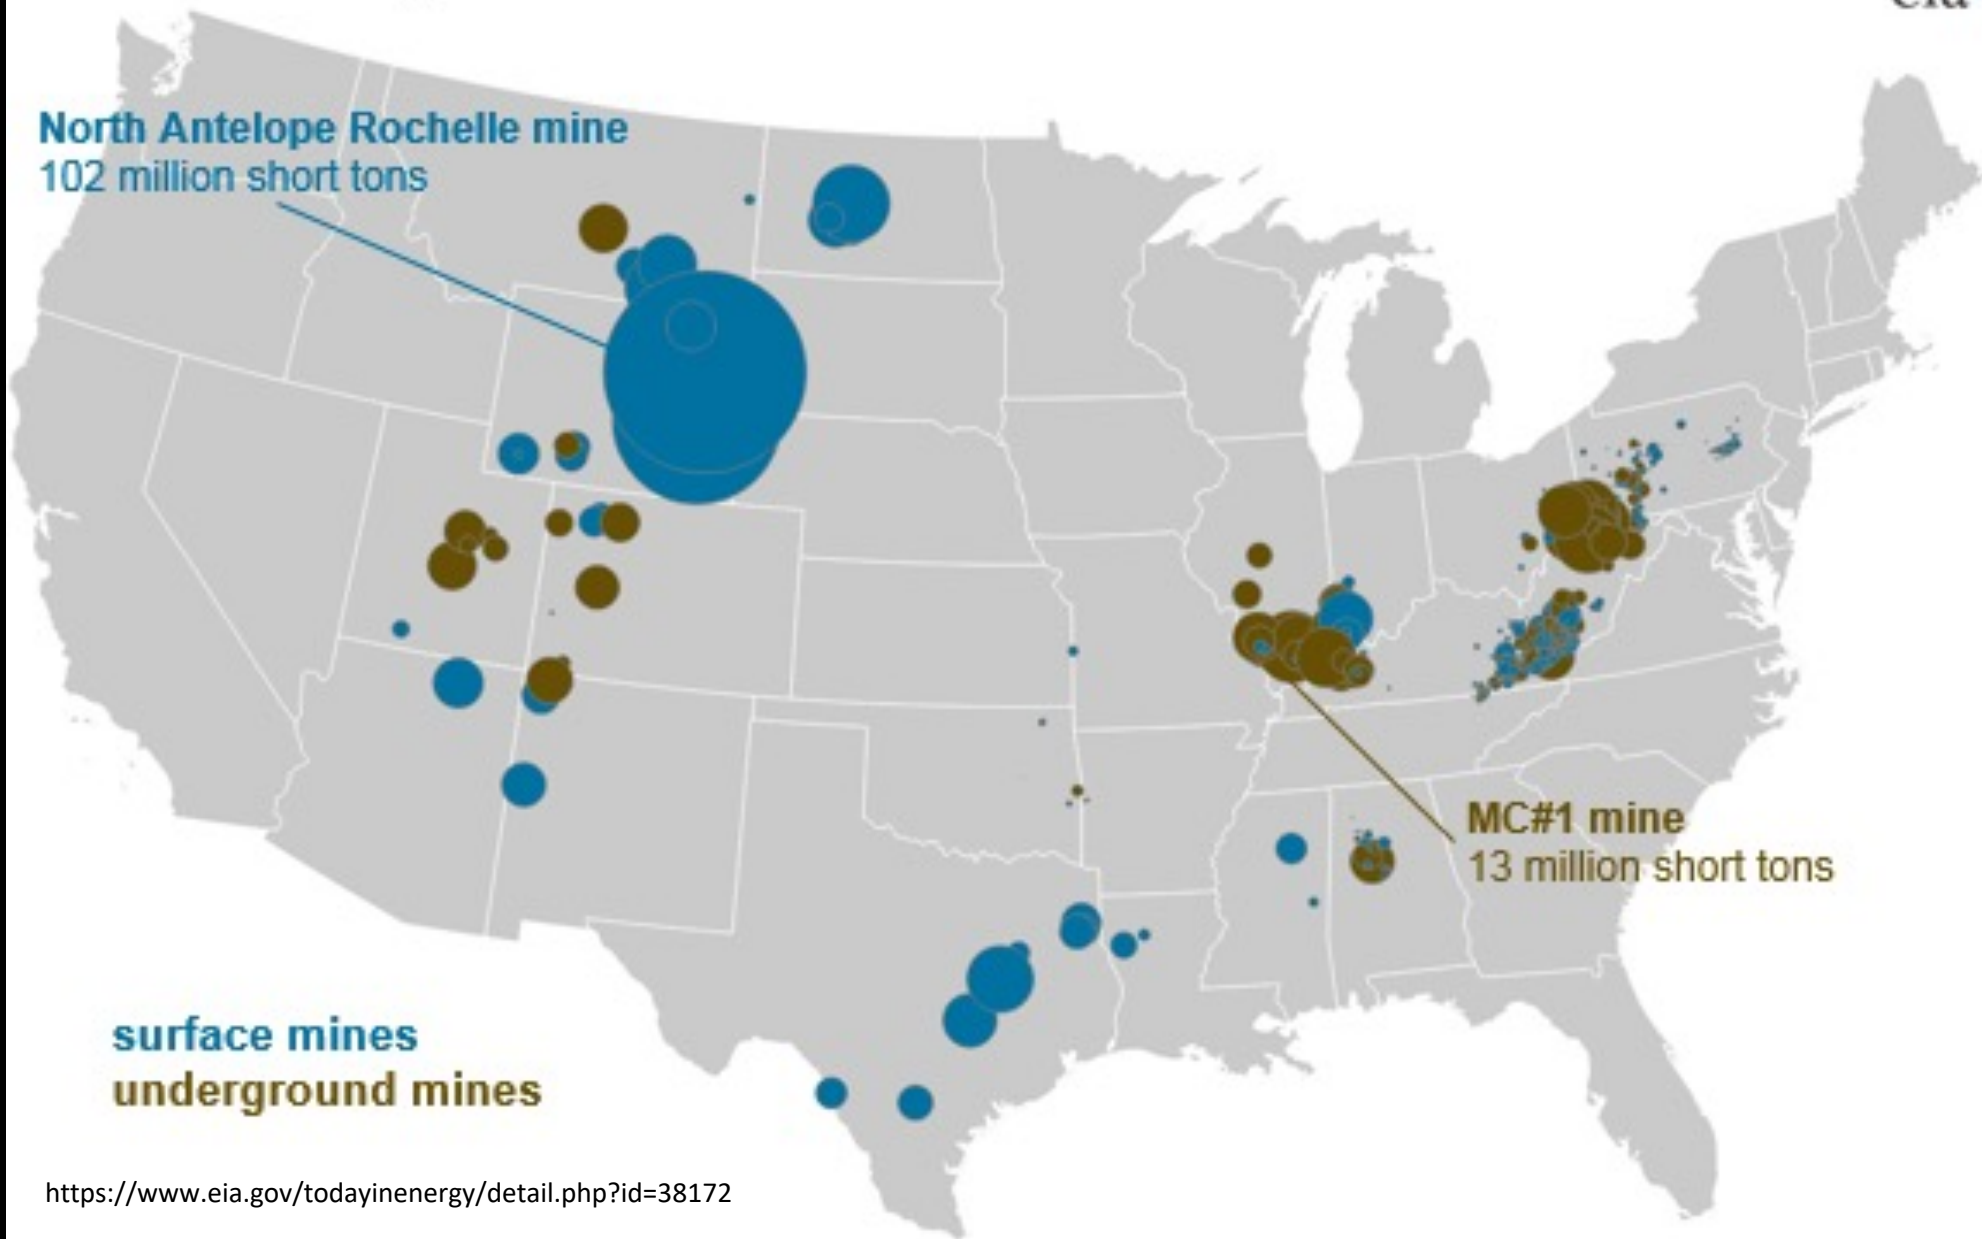 North Antelope Rochelle mine
102 million short tons
MC#1 mine
13 million short tons
surface mines
underground mines
https://www.eia.gov/todayinenergy/detail.php?id=38172